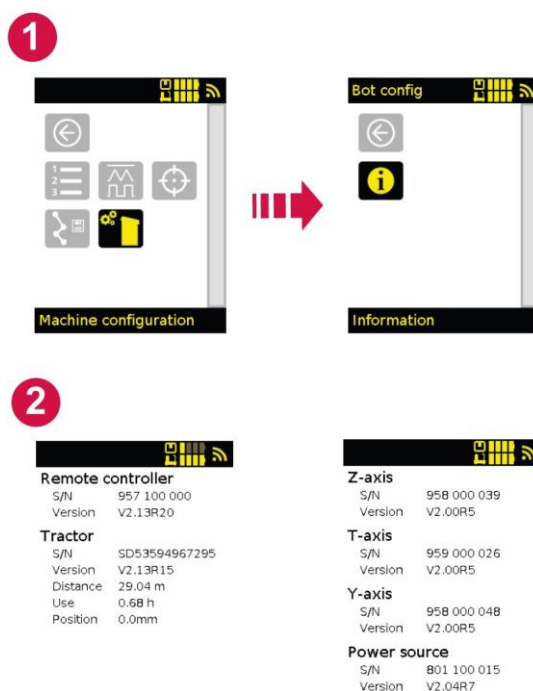 1
Bot config
1
2
3
Machine configuration
i
Information
2
Remote controller
S/N 957 100 000
Version V2.13R20
Tractor
S/N SD53594967295
Version V2.13R15
Distance 29.04 m
Use 0.68 h
Position 0.0mm
Z-axis
S/N 958 000 039
Version V2.00R5
T-axis
S/N 959 000 026
Version V2.00R5
Y-axis
S/N 958 000 048
Version V2.00R5
Power source
S/N 801 100 015
Version V2.04R7